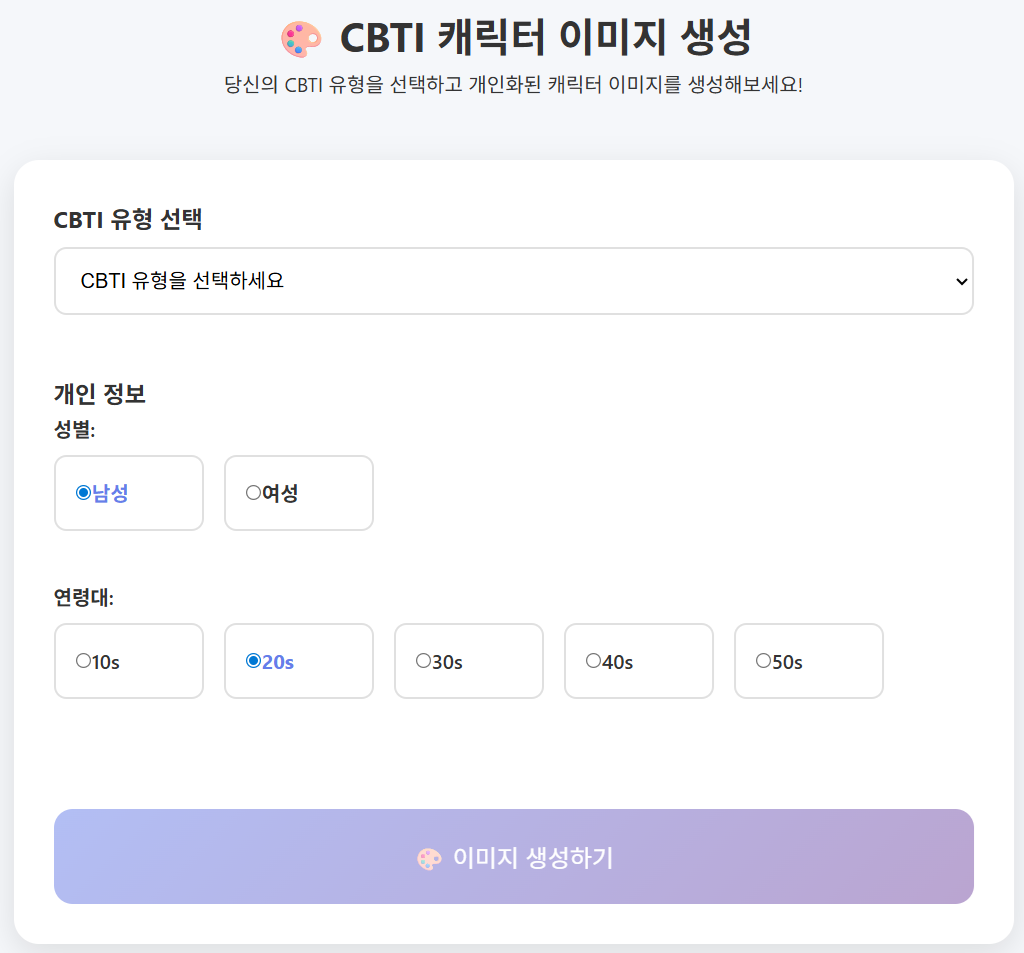 🎨 CBTI 캐릭터 이미지 생성
당신의 CBTI 유형을 선택하고 개인화된 캐릭터 이미지를 생성해보세요!
CBTI 유형 선택
CBTI 유형을 선택하세요
개인 정보
성별:
남성 여성
연령대:
10s 20s 30s 40s 50s
🎨 이미지 생성하기